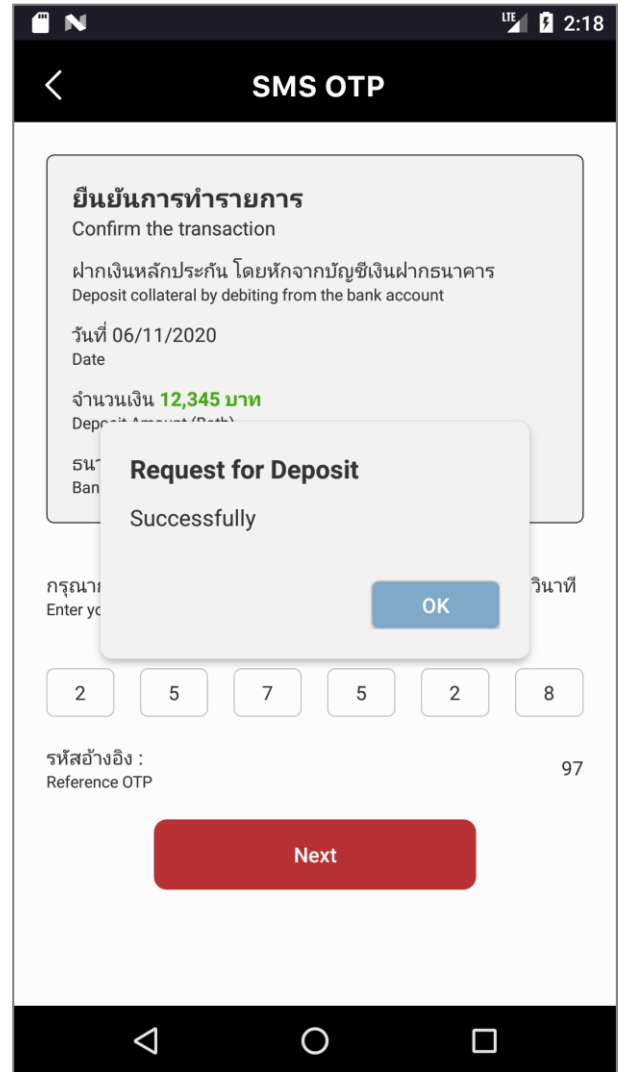 LTE 2:18
SMS OTP
ยืนยันการทำรายการ
Confirm the transaction
ฝากเงินหลักประกัน โดยหักจากบัญชีเงินฝากธนาคาร
Deposit collateral by debiting from the bank account
วันที่ 06/11/2020
Date
จำนวนเงิน 12,345 บาท
Deposit Amount (Bath)
Request for Deposit
Successfully
OK
วินาที
2 5 7 5 2 8
รหัสอ้างอิง :
Reference OTP
97
Next